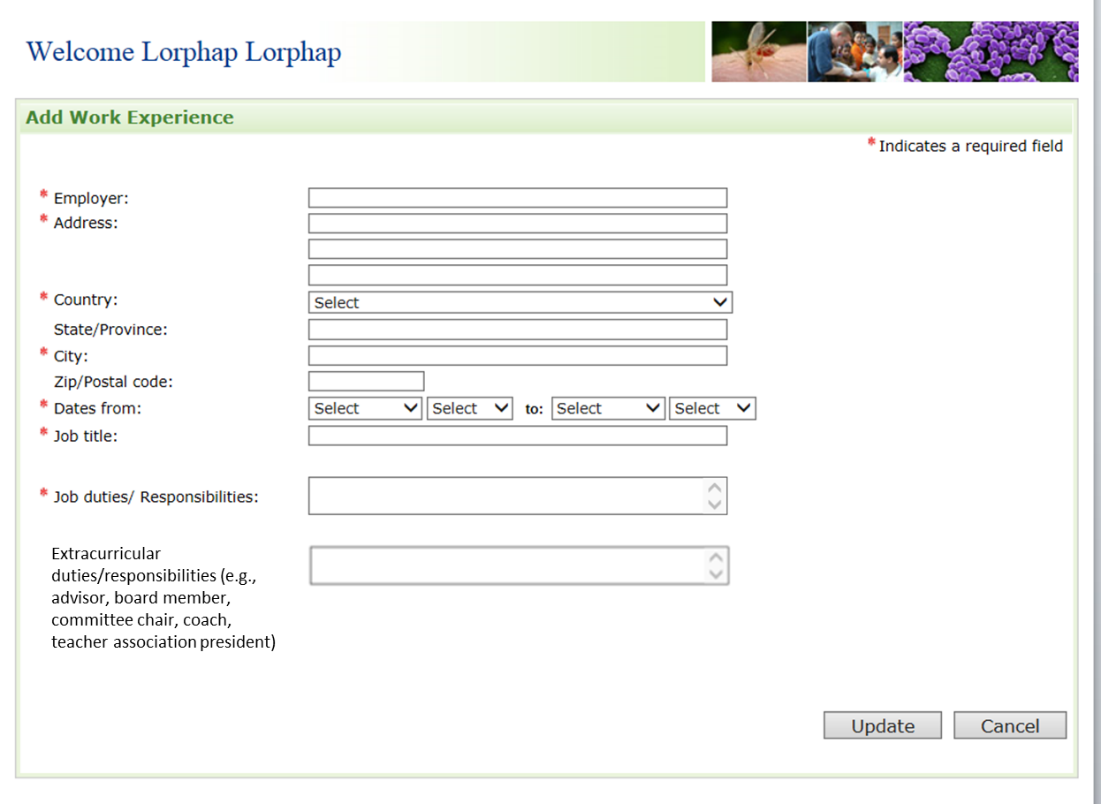 Welcome Lorphap Lorphap
Add Work Experience
* Indicates a required field
* Employer:
* Address:
* Country: Select
State/Province:
* City:
Zip/Postal code:
* Dates from: Select Select to: Select Select
* Job title:
* Job duties/ Responsibilities:
Extracurricular
duties/responsibilities (e.g.,
advisor, board member,
committee chair, coach,
teacher association president)
Update Cancel